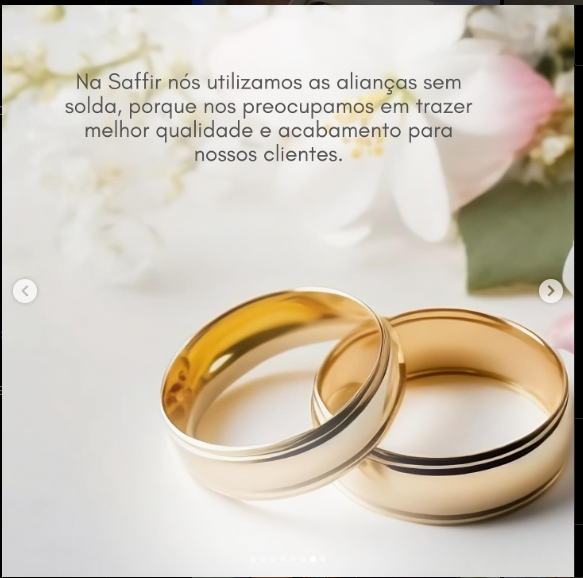 Na Saffir nós utilizamos as alianças sem
solda, porque nos preocupamos em trazer
melhor qualidade e acabamento para
nossos clientes.